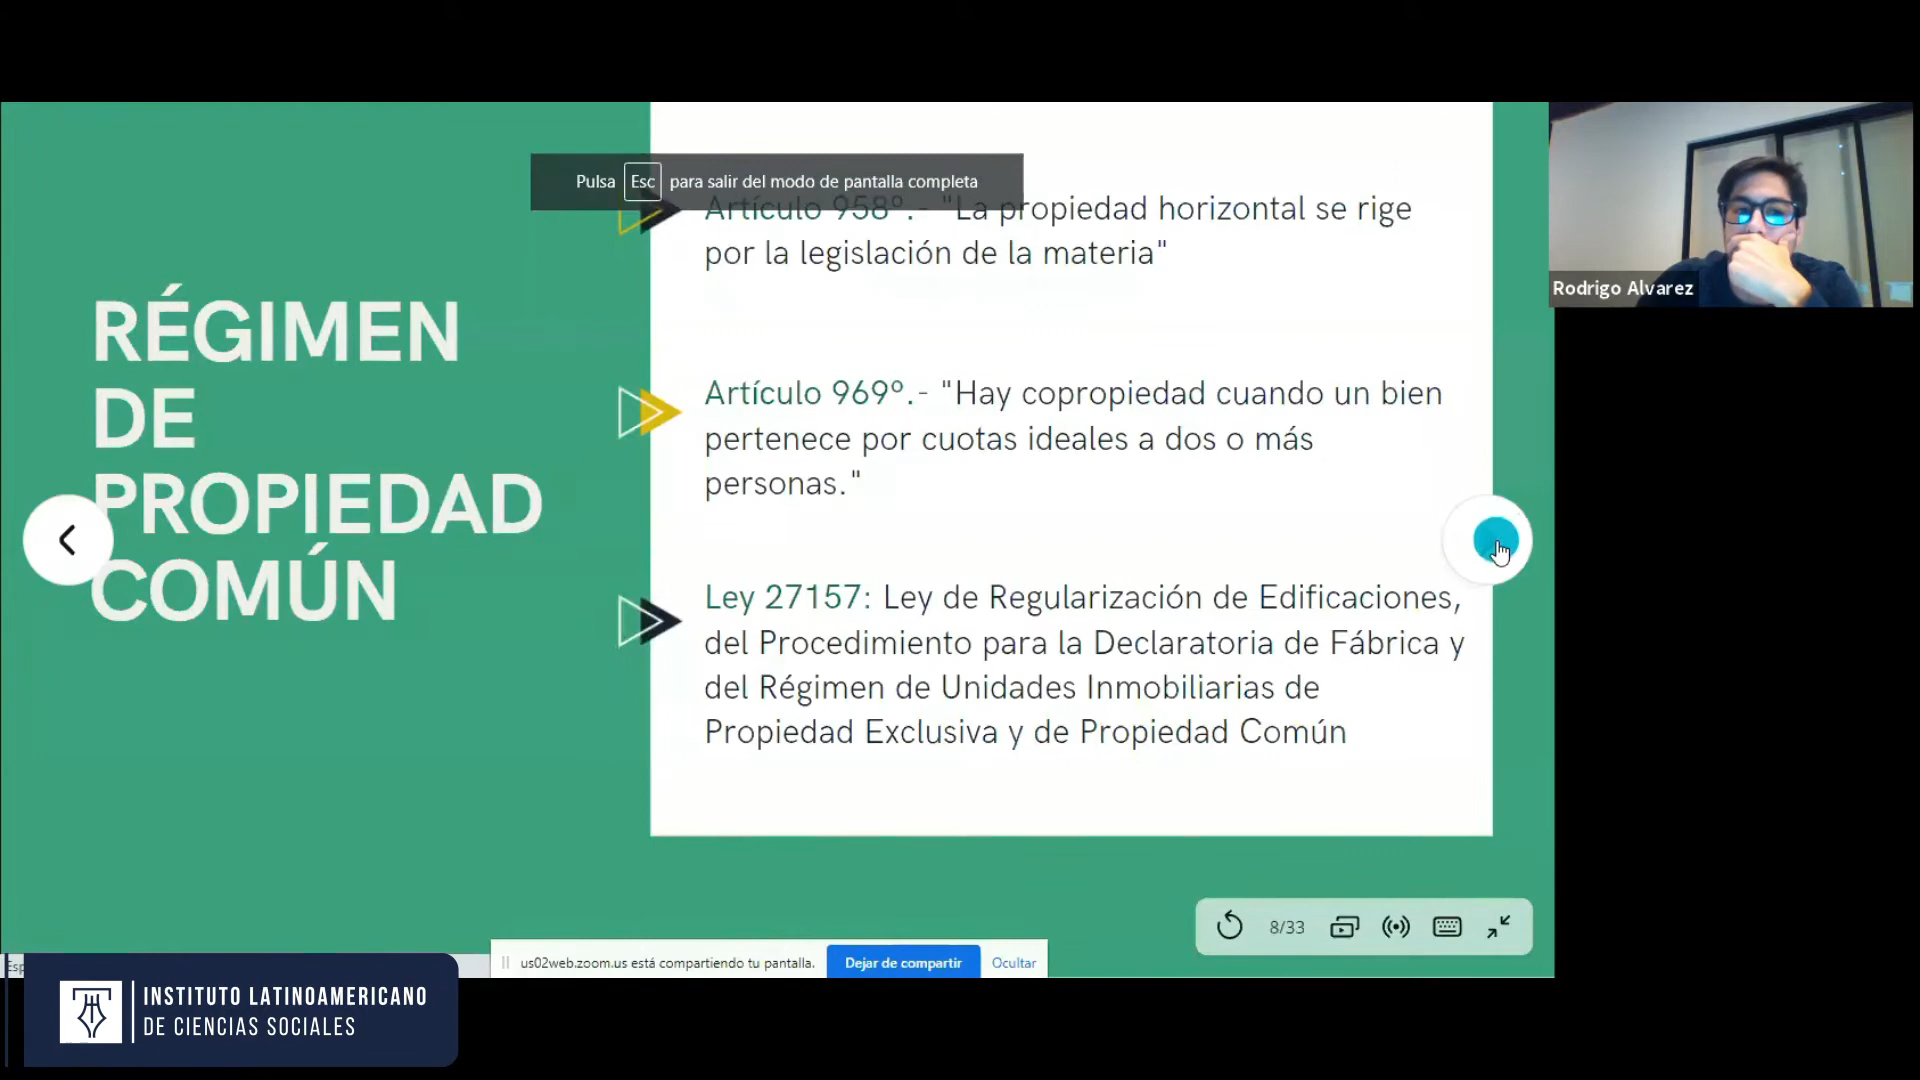 Pulsa Esc para salir del modo de pantalla completa
Artículo 958º.- "La propiedad horizontal se rige
por la legislación de la materia"
RÉGIMEN
DE
PROPIEDAD
COMÚN
Artículo 969º.- "Hay copropiedad cuando un bien
pertenece por cuotas ideales a dos o más
personas."
Ley 27157: Ley de Regularización de Edificaciones,
del Procedimiento para la Declaratoria de Fábrica y
del Régimen de Unidades Inmobiliarias de
Propiedad Exclusiva y de Propiedad Común
Rodrigo Alvarez
8/33
us02web.zoom.us está compartiendo tu pantalla.
Dejar de compartir
Ocultar
INSTITUTO LATINOAMERICANO
DE CIENCIAS SOCIALES